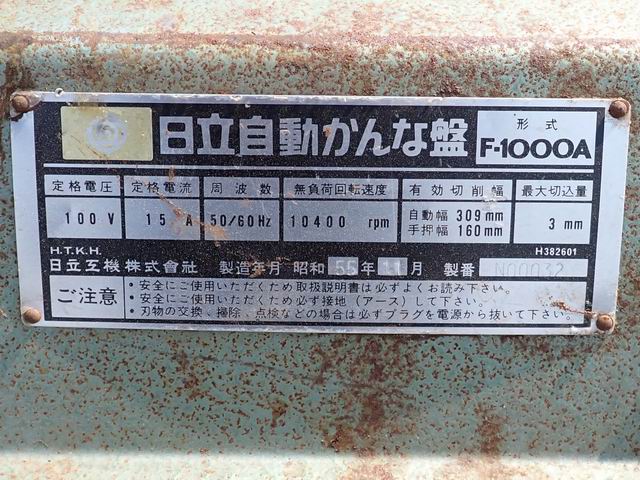 日立自動かんな盤
形式
F-1000A
定格電圧 定格電流 周波数 無負荷回転速度 有効切削幅 最大切込量
100 V 15 A 50/60Hz 10400 rpm 自動幅 309mm 3 mm
手押幅 160mm
H.T.K.H. H382601
日立工機株式會社 製造年月 昭和 55年 11月 製番 N00032
ご注意
・安全にご使用いただくため取扱説明書は必ずよくお読み下さい。
・安全にご使用いただくため必ず接地(アース)して下さい。
・刃物の交換、掃除、点検などの場合は必ずプラグを電源から抜いて下さい。